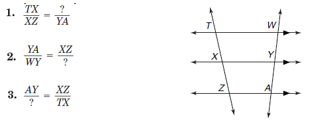 1. TX/XZ = ?/YA
2. YA/WY = XZ/?
3. AY/? = XZ/TX
T W
X Y
Z A